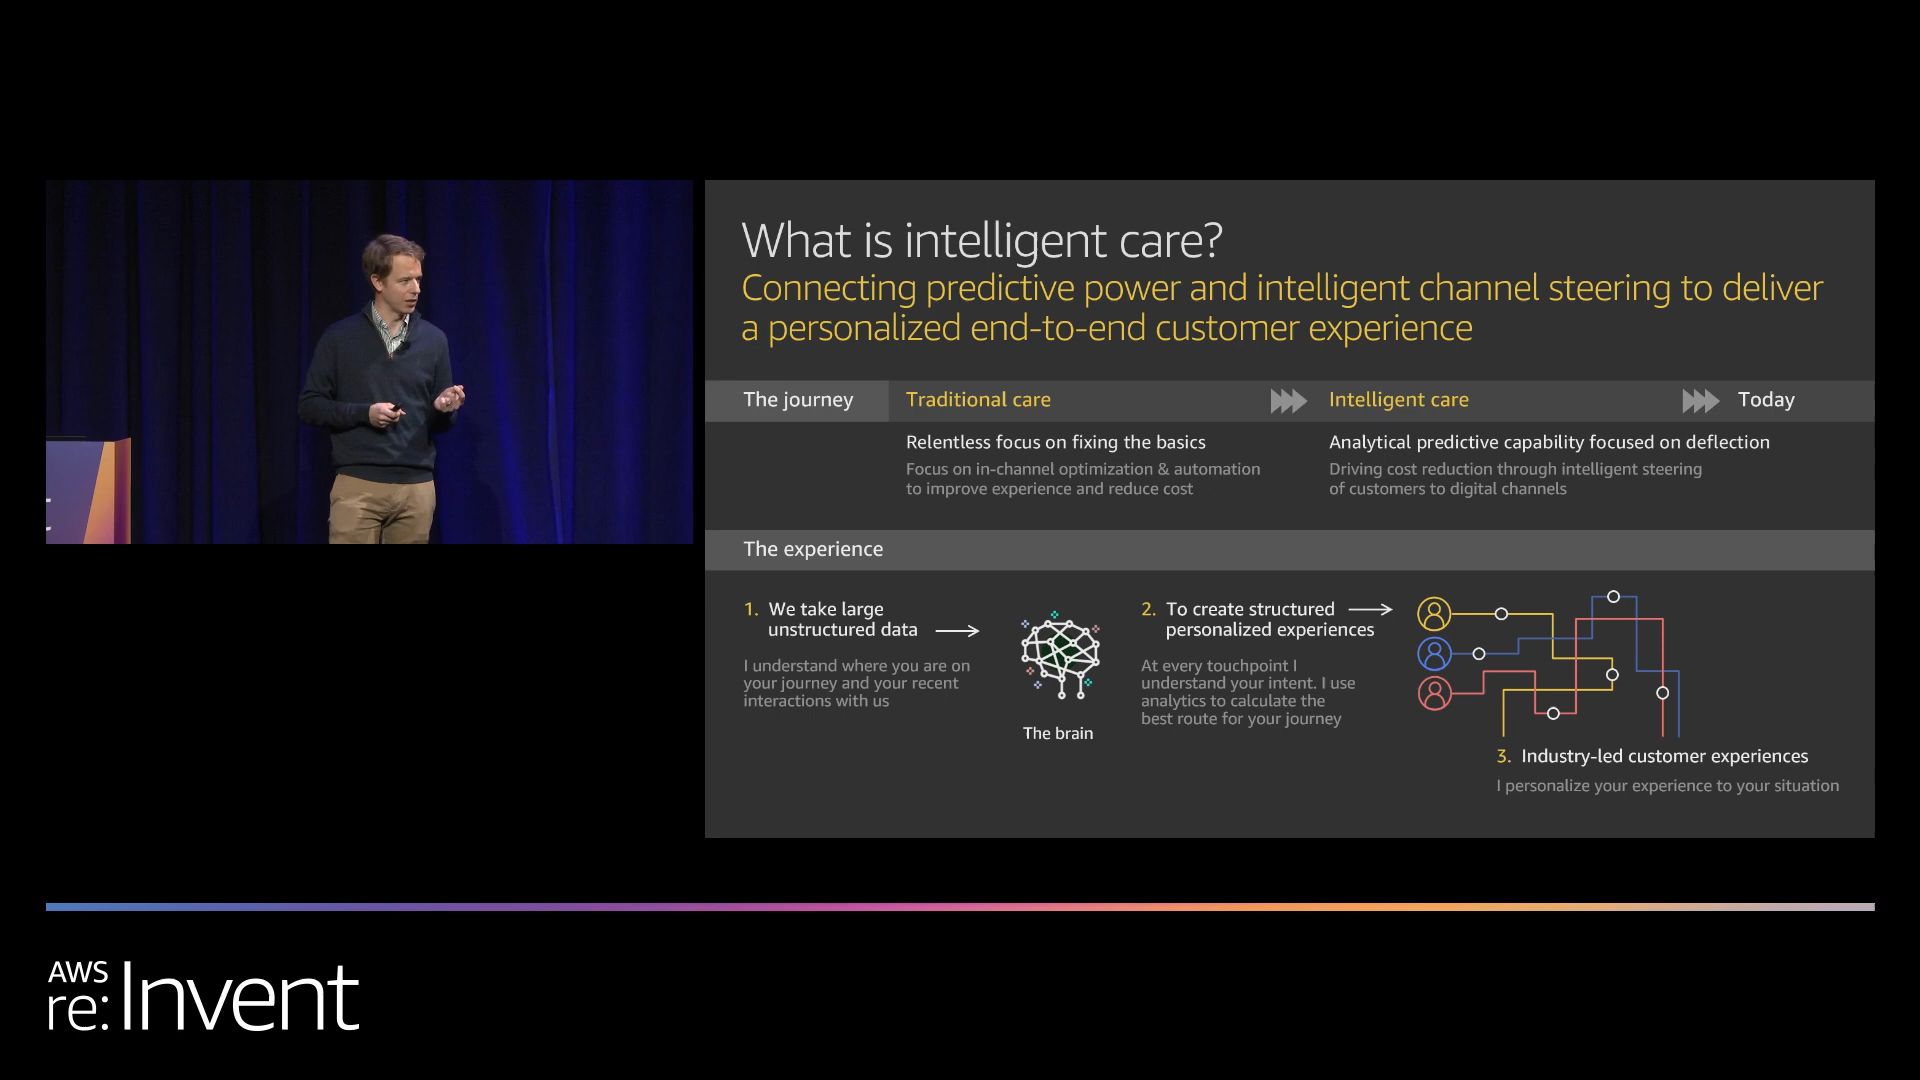 What is intelligent care?
Connecting predictive power and intelligent channel steering to deliver
a personalized end-to-end customer experience
The journey
Traditional care
Intelligent care
Today
Relentless focus on fixing the basics
Focus on in-channel optimization & automation
to improve experience and reduce cost
Analytical predictive capability focused on deflection
Driving cost reduction through intelligent steering
of customers to digital channels
The experience
1. We take large
unstructured data
I understand where you are on
your journey and your recent
interactions with us
The brain
2. To create structured
personalized experiences
At every touchpoint I
understand your intent. I use
analytics to calculate the
best route for your journey
3. Industry-led customer experiences
I personalize your experience to your situation
AWS
re:Invent